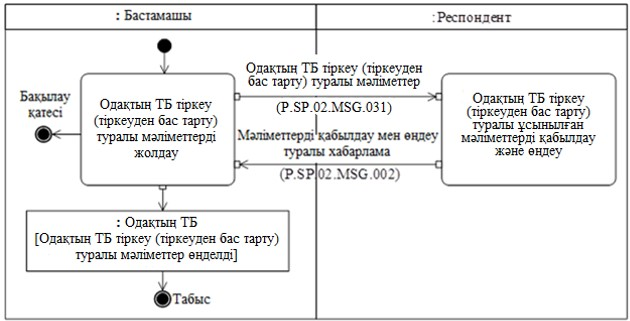 : Бастамашы
:Респондент
Одақтың ТБ тіркеу (тіркеуден
бас тарту) туралы мәліметтер
(P.SP.02.MSG.031)
Бақылау
қатесі
Одақтың ТБ тіркеу
(тіркеуден бас тарту)
туралы мәліметтерді
жолдау
Одақтың ТБ тіркеу
(тіркеуден бас тарту)
туралы ұсынылған
мәліметтерді қабылдау
және өңдеу
Мәліметтерді қабылдау мен өңдеу
туралы хабарлама
(P.SP.02.MSG.002)
: Одақтың ТБ
[Одақтың ТБ тіркеу (тіркеуден бас тарту)
туралы мәліметтер өңделді]
Табыс